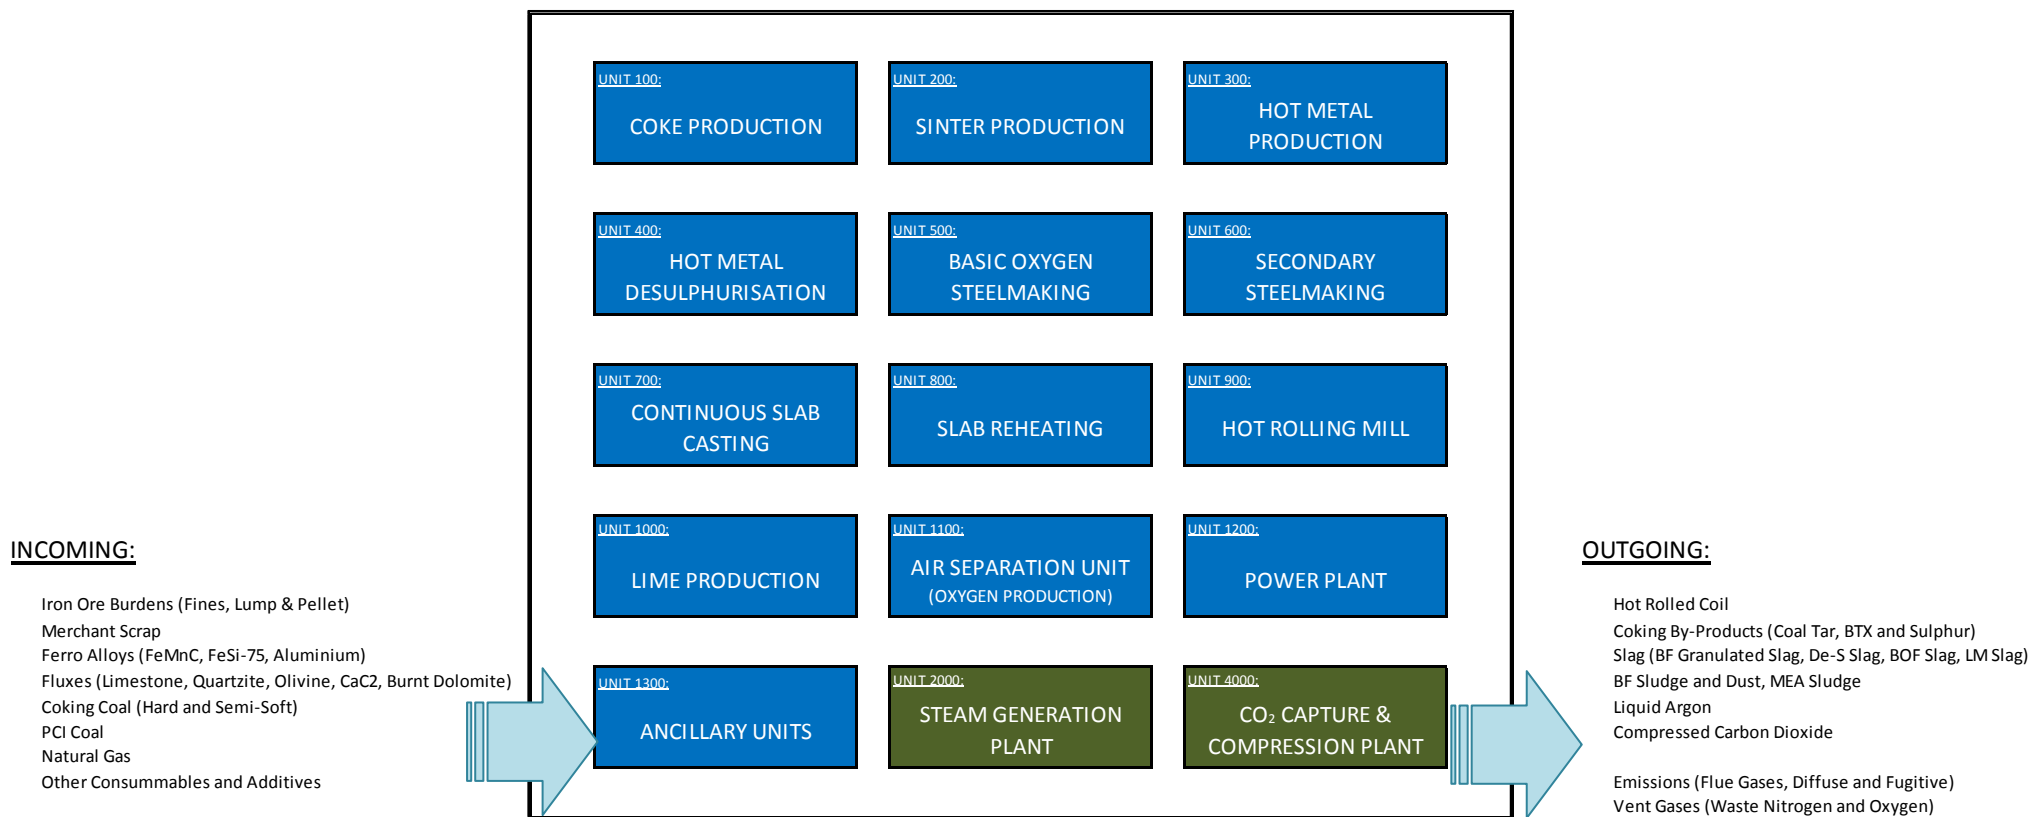 UNIT 100:
COKE PRODUCTION
UNIT 200:
SINTER PRODUCTION
UNIT 300:
HOT METAL
PRODUCTION
UNIT 400:
HOT METAL
DESULPHURISATION
UNIT 500:
BASIC OXYGEN
STEELMAKING
UNIT 600:
SECONDARY
STEELMAKING
UNIT 700:
CONTINUOUS SLAB
CASTING
UNIT 800:
SLAB REHEATING
UNIT 900:
HOT ROLLING MILL
UNIT 1000:
LIME PRODUCTION
UNIT 1100:
AIR SEPARATION UNIT
(OXYGEN PRODUCTION)
UNIT 1200:
POWER PLANT
UNIT 1300:
ANCILLARY UNITS
UNIT 2000:
STEAM GENERATION
PLANT
UNIT 4000:
CO₂ CAPTURE &
COMPRESSION PLANT
INCOMING:
Iron Ore Burdens (Fines, Lump & Pellet)
Merchant Scrap
Ferro Alloys (FeMnC, FeSi-75, Aluminium)
Fluxes (Limestone, Quartzite, Olivine, CaC2, Burnt Dolomite)
Coking Coal (Hard and Semi-Soft)
PCI Coal
Natural Gas
Other Consummables and Additives
OUTGOING:
Hot Rolled Coil
Coking By-Products (Coal Tar, BTX and Sulphur)
Slag (BF Granulated Slag, De-S Slag, BOF Slag, LM Slag)
BF Sludge and Dust, MEA Sludge
Liquid Argon
Compressed Carbon Dioxide
Emissions (Flue Gases, Diffuse and Fugitive)
Vent Gases (Waste Nitrogen and Oxygen)